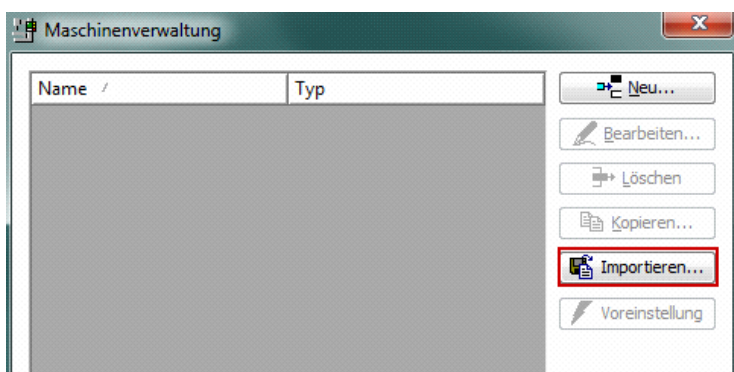 Maschinenverwaltung
Name Typ
Neu...
Bearbeiten...
Löschen
Kopieren...
Importieren...
Voreinstellung